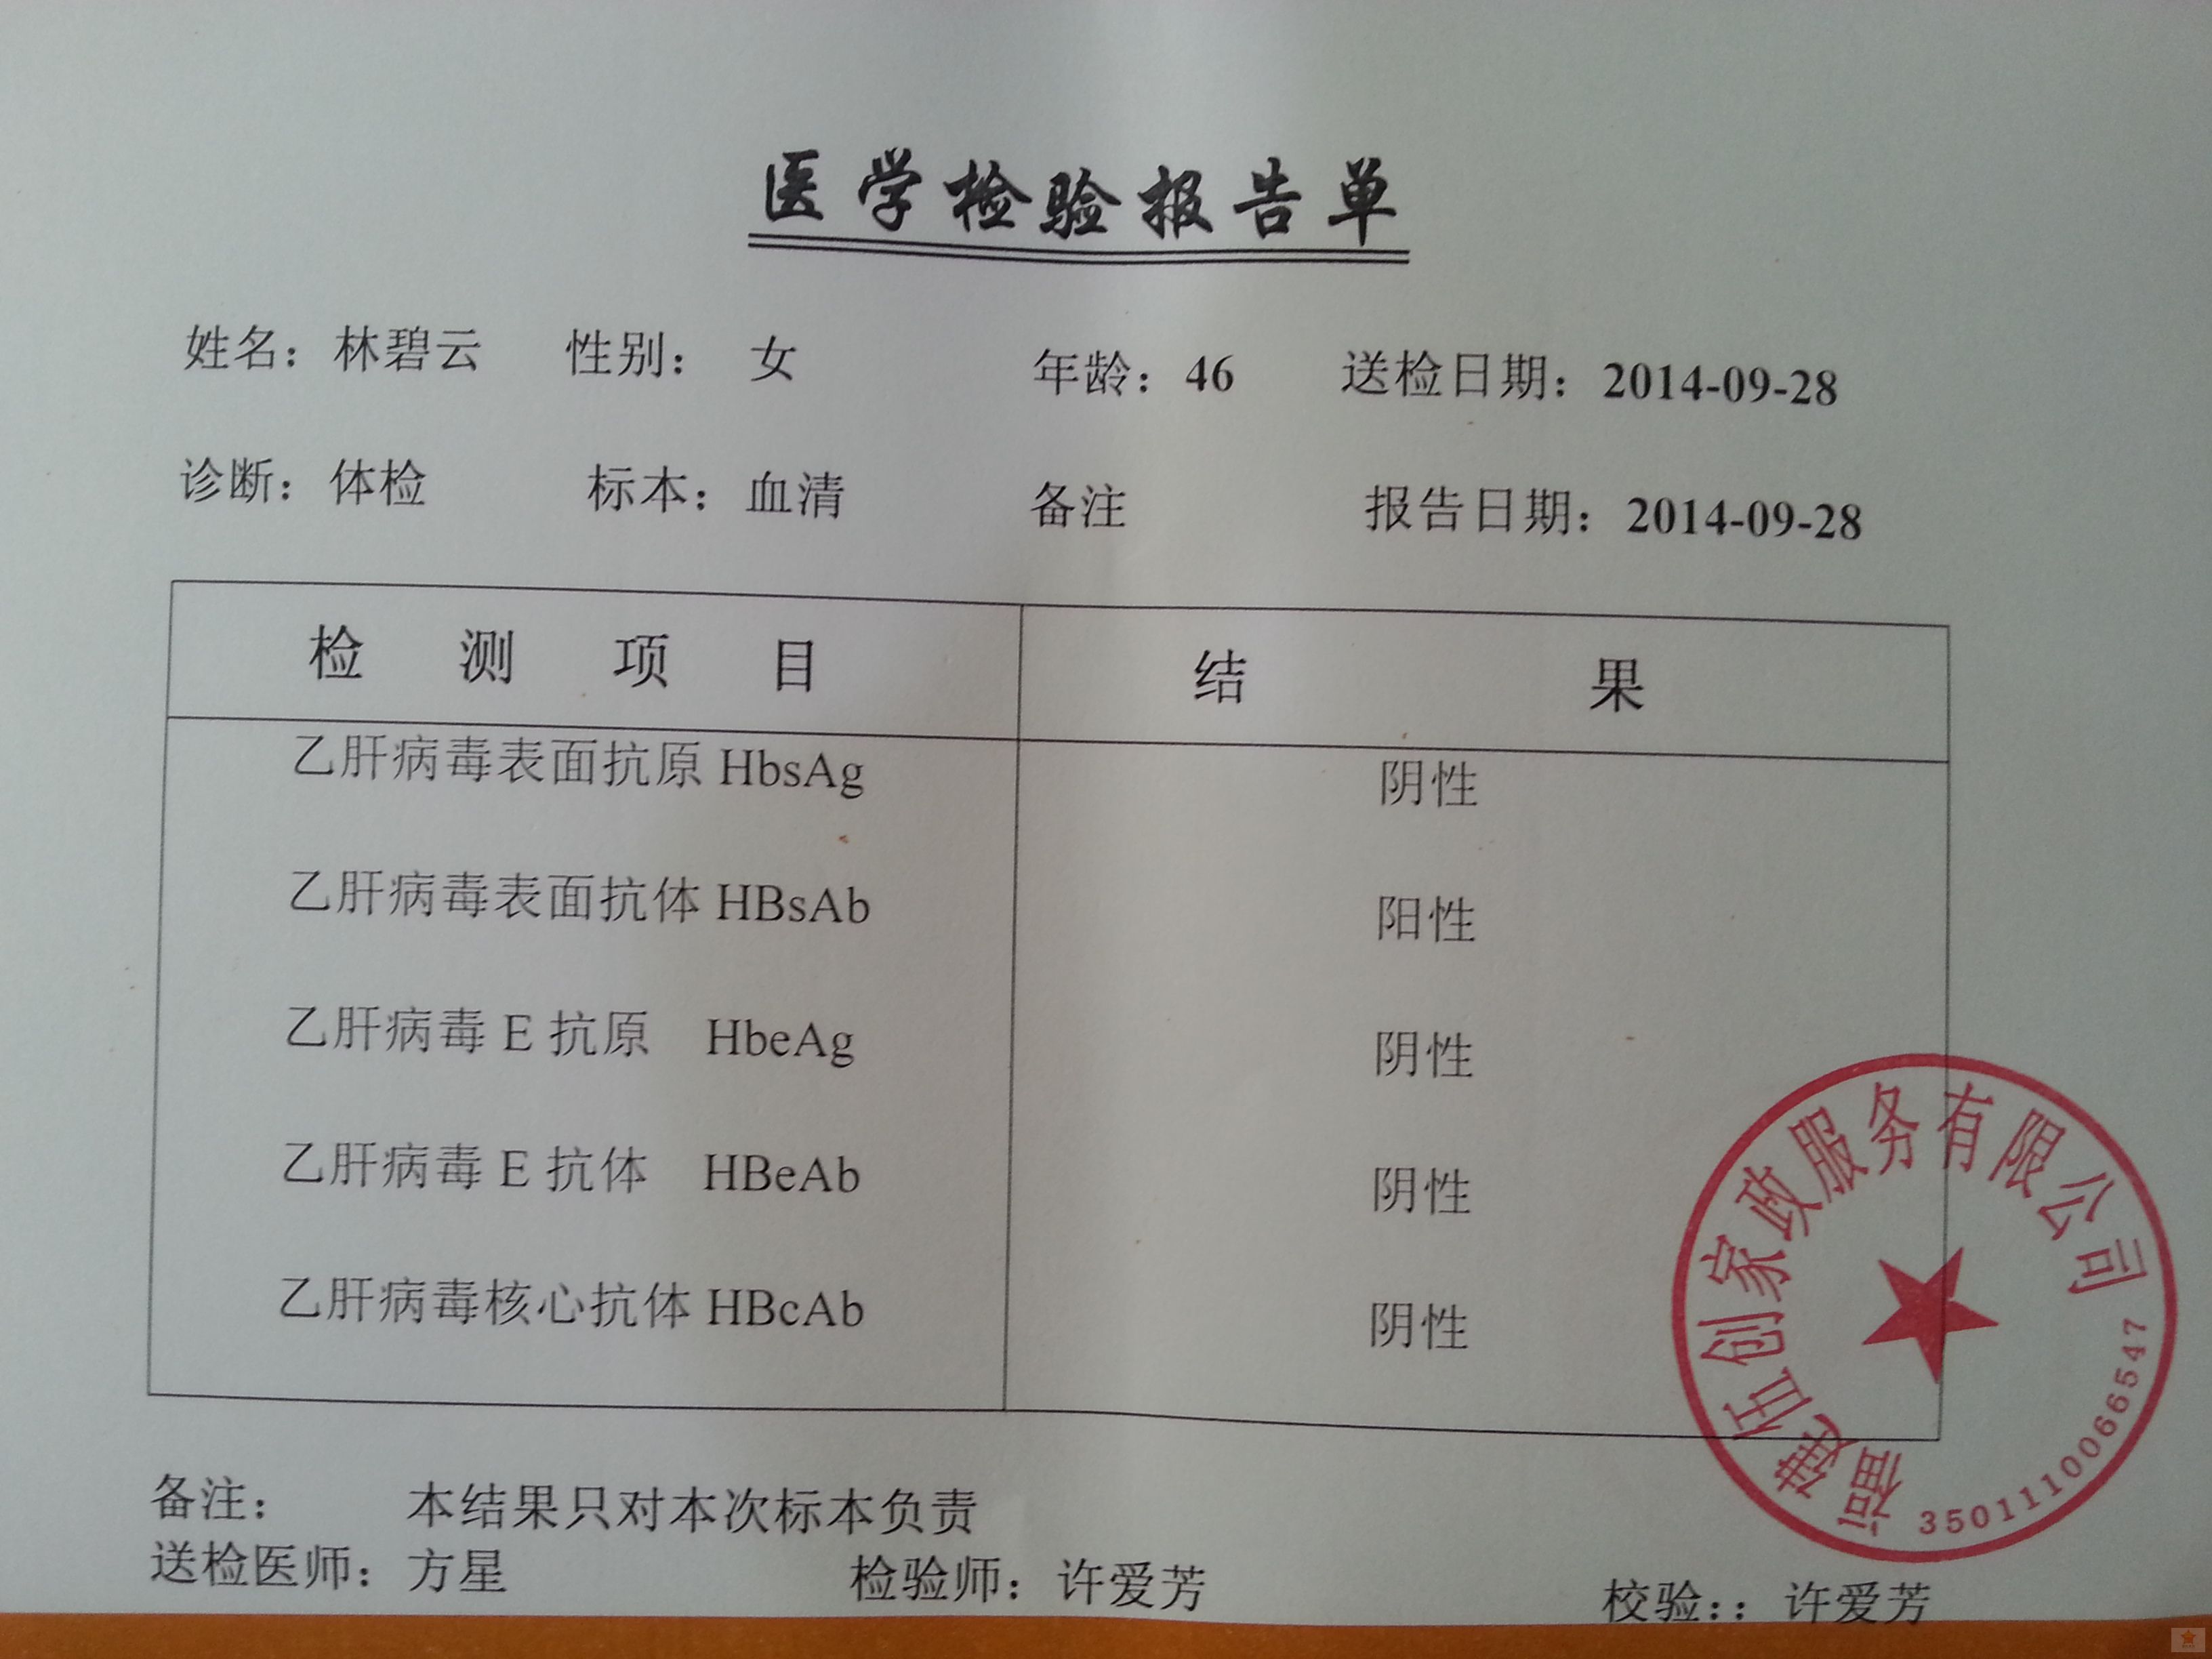 医学检验报告单
姓名：林碧云 性别： 女 年龄：46 送检日期：2014-09-28
诊断：体检 标本：血清 备注 报告日期：2014-09-28
检 测 项 目 结 果
乙肝病毒表面抗原 HbsAg 阴性
乙肝病毒表面抗体 HBsAb 阳性
乙肝病毒 E 抗原 HbeAg 阴性
乙肝病毒 E 抗体 HBeAb 阴性
乙肝病毒核心抗体 HBcAb 阴性
福建伍创家政服务有限公司
3501110066547
备注： 本结果只对本次标本负责
送检医师：方星 检验师：许爱芳 校验：：许爱芳